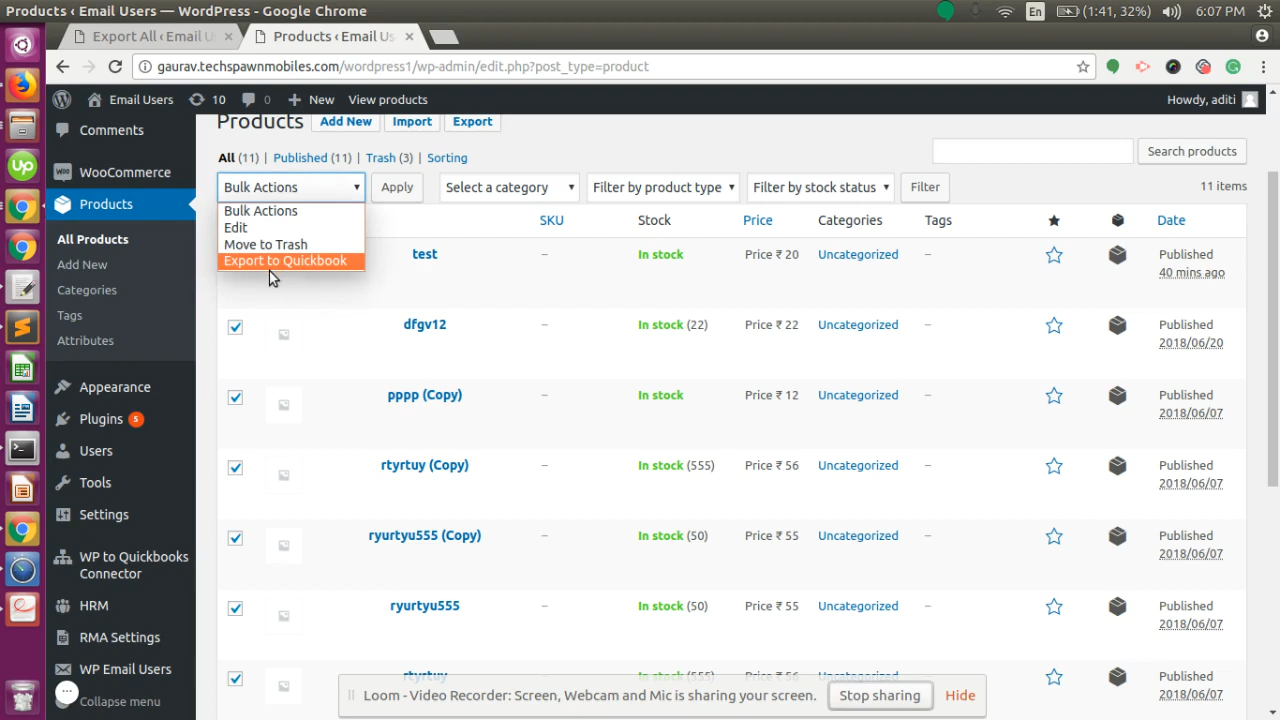 Products ‹ Email Users — WordPress - Google Chrome
En
(1:41, 32%)
6:07 PM
Export All ‹ Email U
Products ‹ Email Us
gaurav.techspawnmobiles.com/wordpress1/wp-admin/edit.php?post_type=product
Email Users
10
0
New
View products
Howdy, aditi
Comments
WooCommerce
Products
All Products
Add New
Categories
Tags
Attributes
Appearance
Plugins 5
Users
Tools
Settings
WP to Quickbooks
Connector
HRM
RMA Settings
WP Email Users
Collapse menu
Products
Add New
Import
Export
All (11) | Published (11) | Trash (3) | Sorting
Search products
Bulk Actions
Apply
Select a category
Filter by product type
Filter by stock status
Filter
11 items
Bulk Actions
Edit
Move to Trash
Export to Quickbook
SKU
Stock
Price
Categories
Tags
Date
test
–
In stock
Price ₹ 20
Uncategorized
–
Published
40 mins ago
dfgv12
–
In stock (22)
Price ₹ 22
Uncategorized
–
Published
2018/06/20
pppp (Copy)
–
In stock
Price ₹ 12
Uncategorized
–
Published
2018/06/07
rtyrtuy (Copy)
–
In stock (555)
Price ₹ 56
Uncategorized
–
Published
2018/06/07
ryurtyu555 (Copy)
–
In stock (50)
Price ₹ 55
Uncategorized
–
Published
2018/06/07
ryurtyu555
–
In stock (50)
Price ₹ 55
Uncategorized
–
Published
2018/06/07
rtyrtuy
–
In stock (555)
Price ₹ 56
Uncategorized
–
Published
2018/06/07
Loom - Video Recorder: Screen, Webcam and Mic is sharing your screen.
Stop sharing
Hide